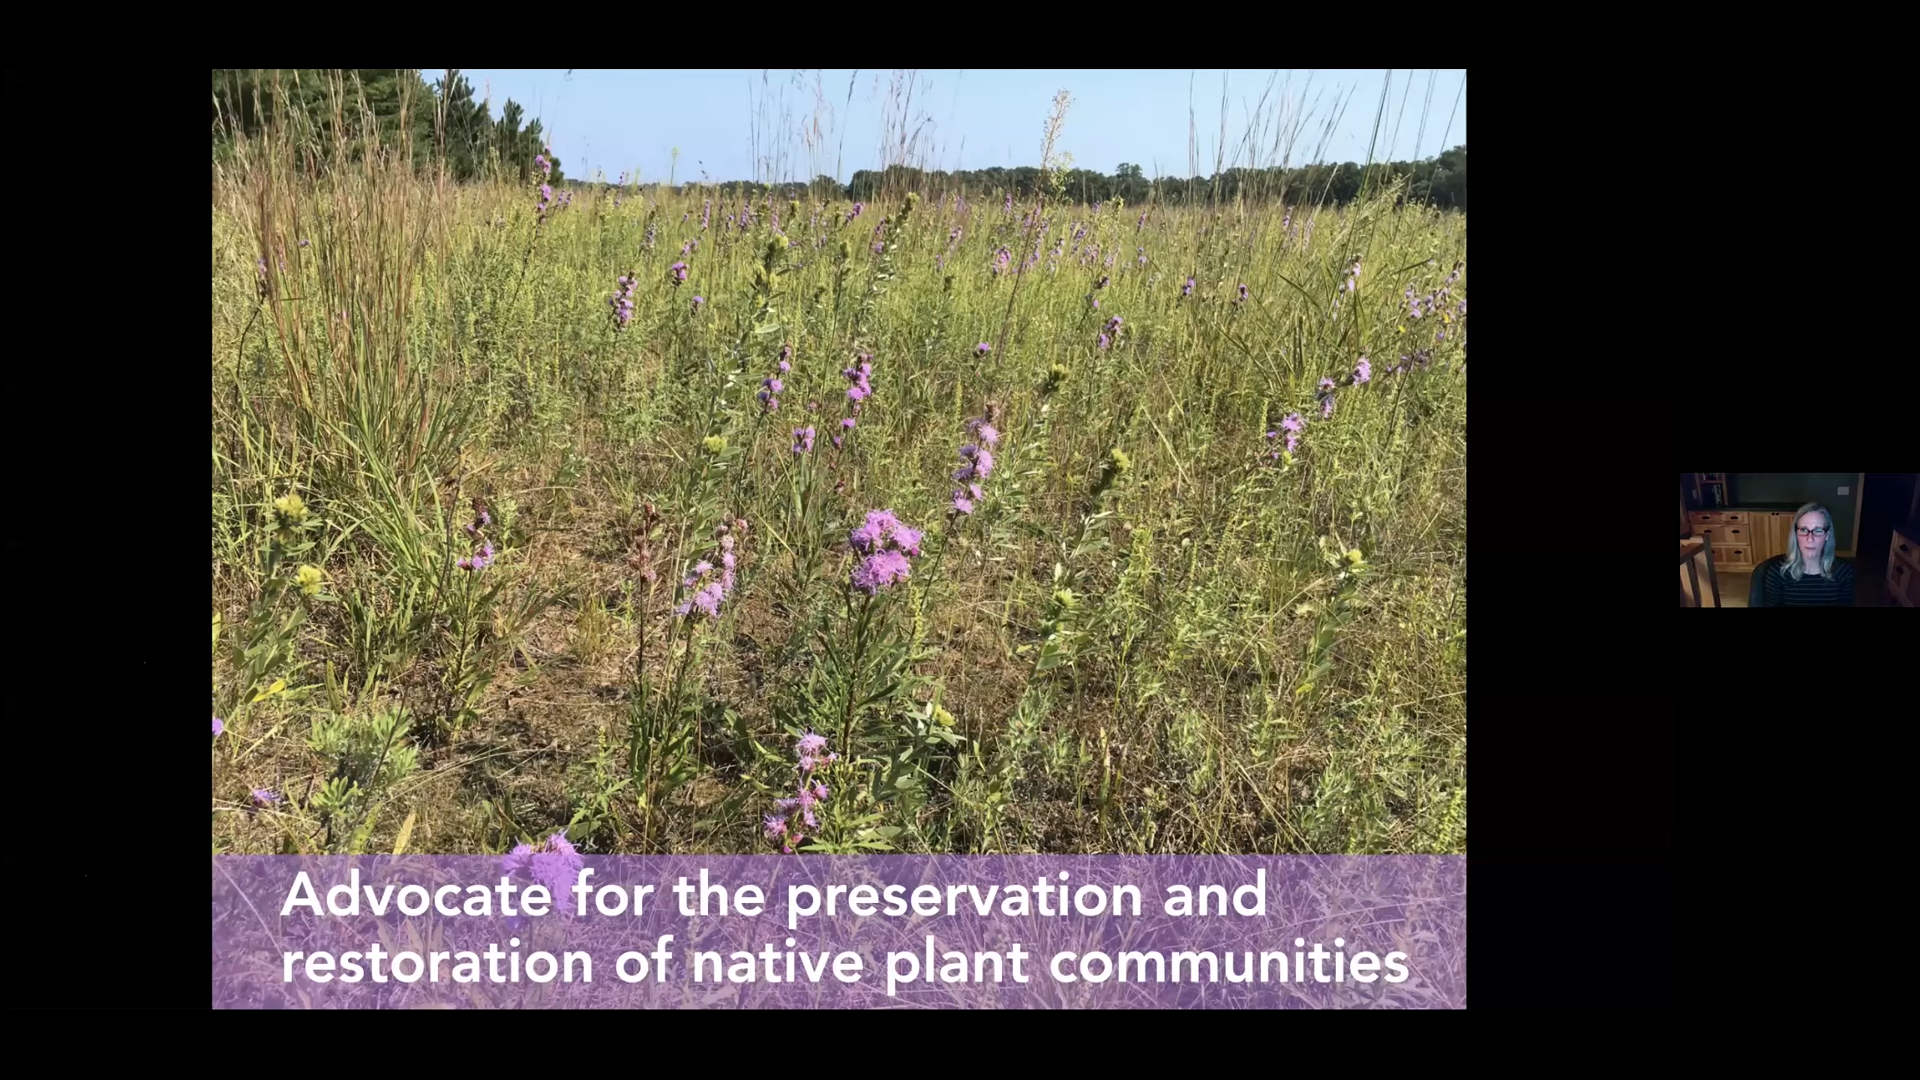 Advocate for the preservation and
restoration of native plant communities